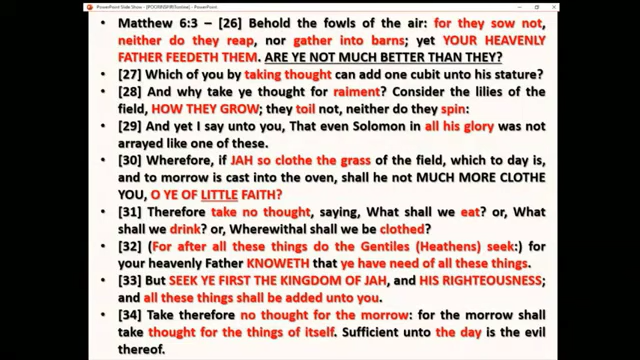 PowerPoint Slide Show - [POORINSPIRITontime]
• Matthew 6:3 – [26] Behold the fowls of the air: for they sow not,
neither do they reap, nor gather into barns; yet YOUR HEAVENLY
FATHER FEEDETH THEM. ARE YE NOT MUCH BETTER THAN THEY?
• [27] Which of you by taking thought can add one cubit unto his stature?
• [28] And why take ye thought for raiment? Consider the lilies of the
field, HOW THEY GROW; they toil not, neither do they spin:
• [29] And yet I say unto you, That even Solomon in all his glory was not
arrayed like one of these.
• [30] Wherefore, if JAH so clothe the grass of the field, which to day is,
and to morrow is cast into the oven, shall he not MUCH MORE CLOTHE
YOU, O YE OF LITTLE FAITH?
• [31] Therefore take no thought, saying, What shall we eat? or, What
shall we drink? or, Wherewithal shall we be clothed?
• [32] (For after all these things do the Gentiles (Heathens) seek:) for
your heavenly Father KNOWETH that ye have need of all these things.
• [33] But SEEK YE FIRST THE KINGDOM OF JAH, and HIS RIGHTEOUSNESS;
and all these things shall be added unto you.
• [34] Take therefore no thought for the morrow: for the morrow shall
take thought for the things of itself. Sufficient unto the day is the evil
thereof.